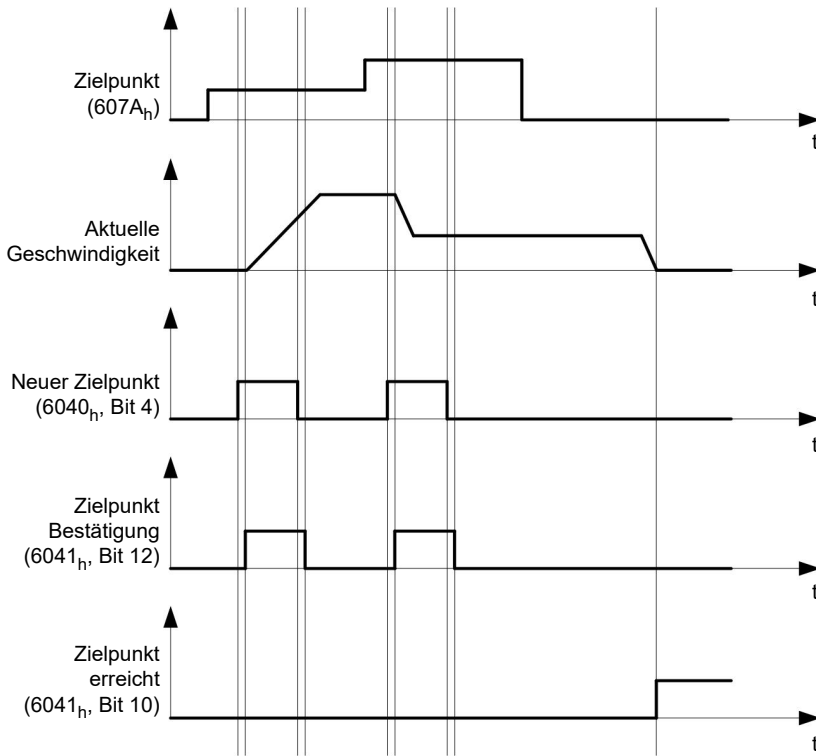 Zielpunkt
(607Aₕ)
t
Aktuelle
Geschwindigkeit
t
Neuer Zielpunkt
(6040ₕ, Bit 4)
t
Zielpunkt
Bestätigung
(6041ₕ, Bit 12)
t
Zielpunkt
erreicht
(6041ₕ, Bit 10)
t